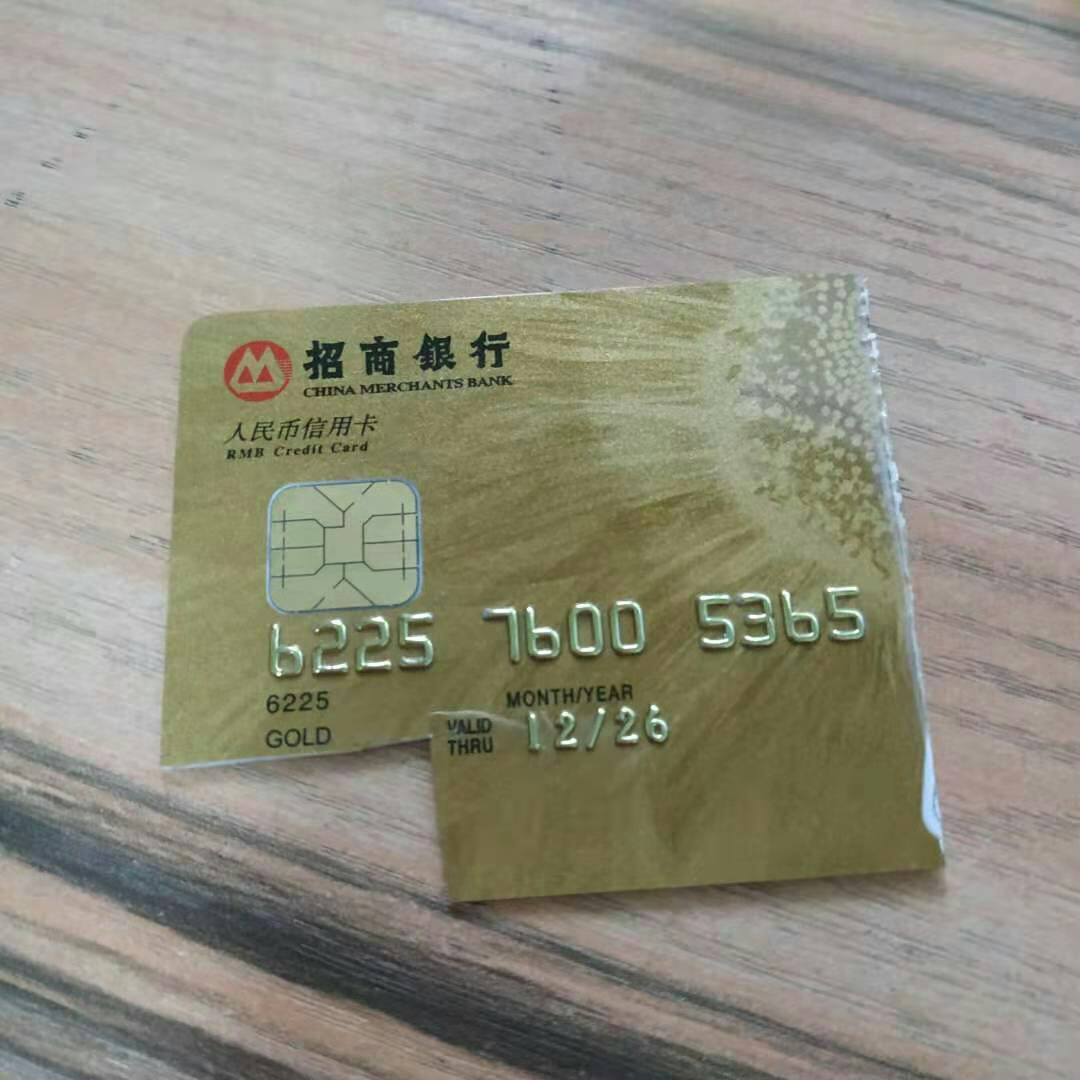 招商銀行
CHINA MERCHANTS BANK
人民币信用卡
RMB Credit Card
6225 7600 5365
6225
MONTH/YEAR
GOLD
VALID THRU 12/26